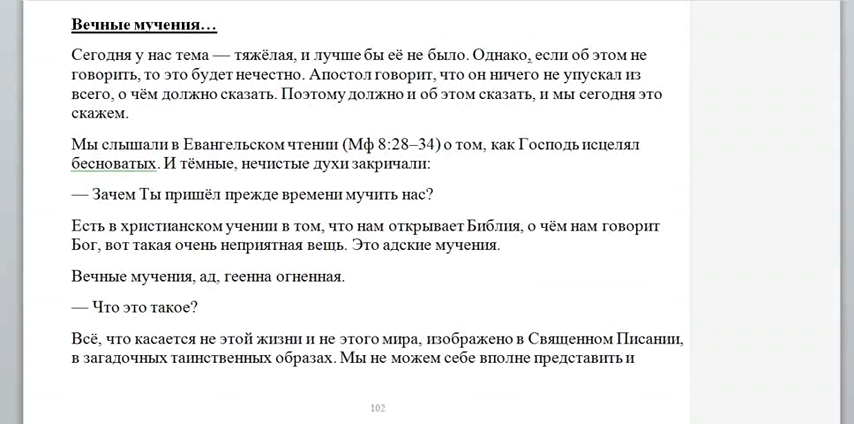 Вечные мучения…
Сегодня у нас тема — тяжёлая, и лучше бы её не было. Однако, если об этом не
говорить, то это будет нечестно. Апостол говорит, что он ничего не упускал из
всего, о чём должно сказать. Поэтому должно и об этом сказать, и мы сегодня это
скажем.
Мы слышали в Евангельском чтении (Мф 8:28–34) о том, как Господь исцелял
бесноватых. И тёмные, нечистые духи закричали:
— Зачем Ты пришёл прежде времени мучить нас?
Есть в христианском учении в том, что нам открывает Библия, о чём нам говорит
Бог, вот такая очень неприятная вещь. Это адские мучения.
Вечные мучения, ад, геенна огненная.
— Что это такое?
Всё, что касается не этой жизни и не этого мира, изображено в Священном Писании,
в загадочных таинственных образах. Мы не можем себе вполне представить и
102